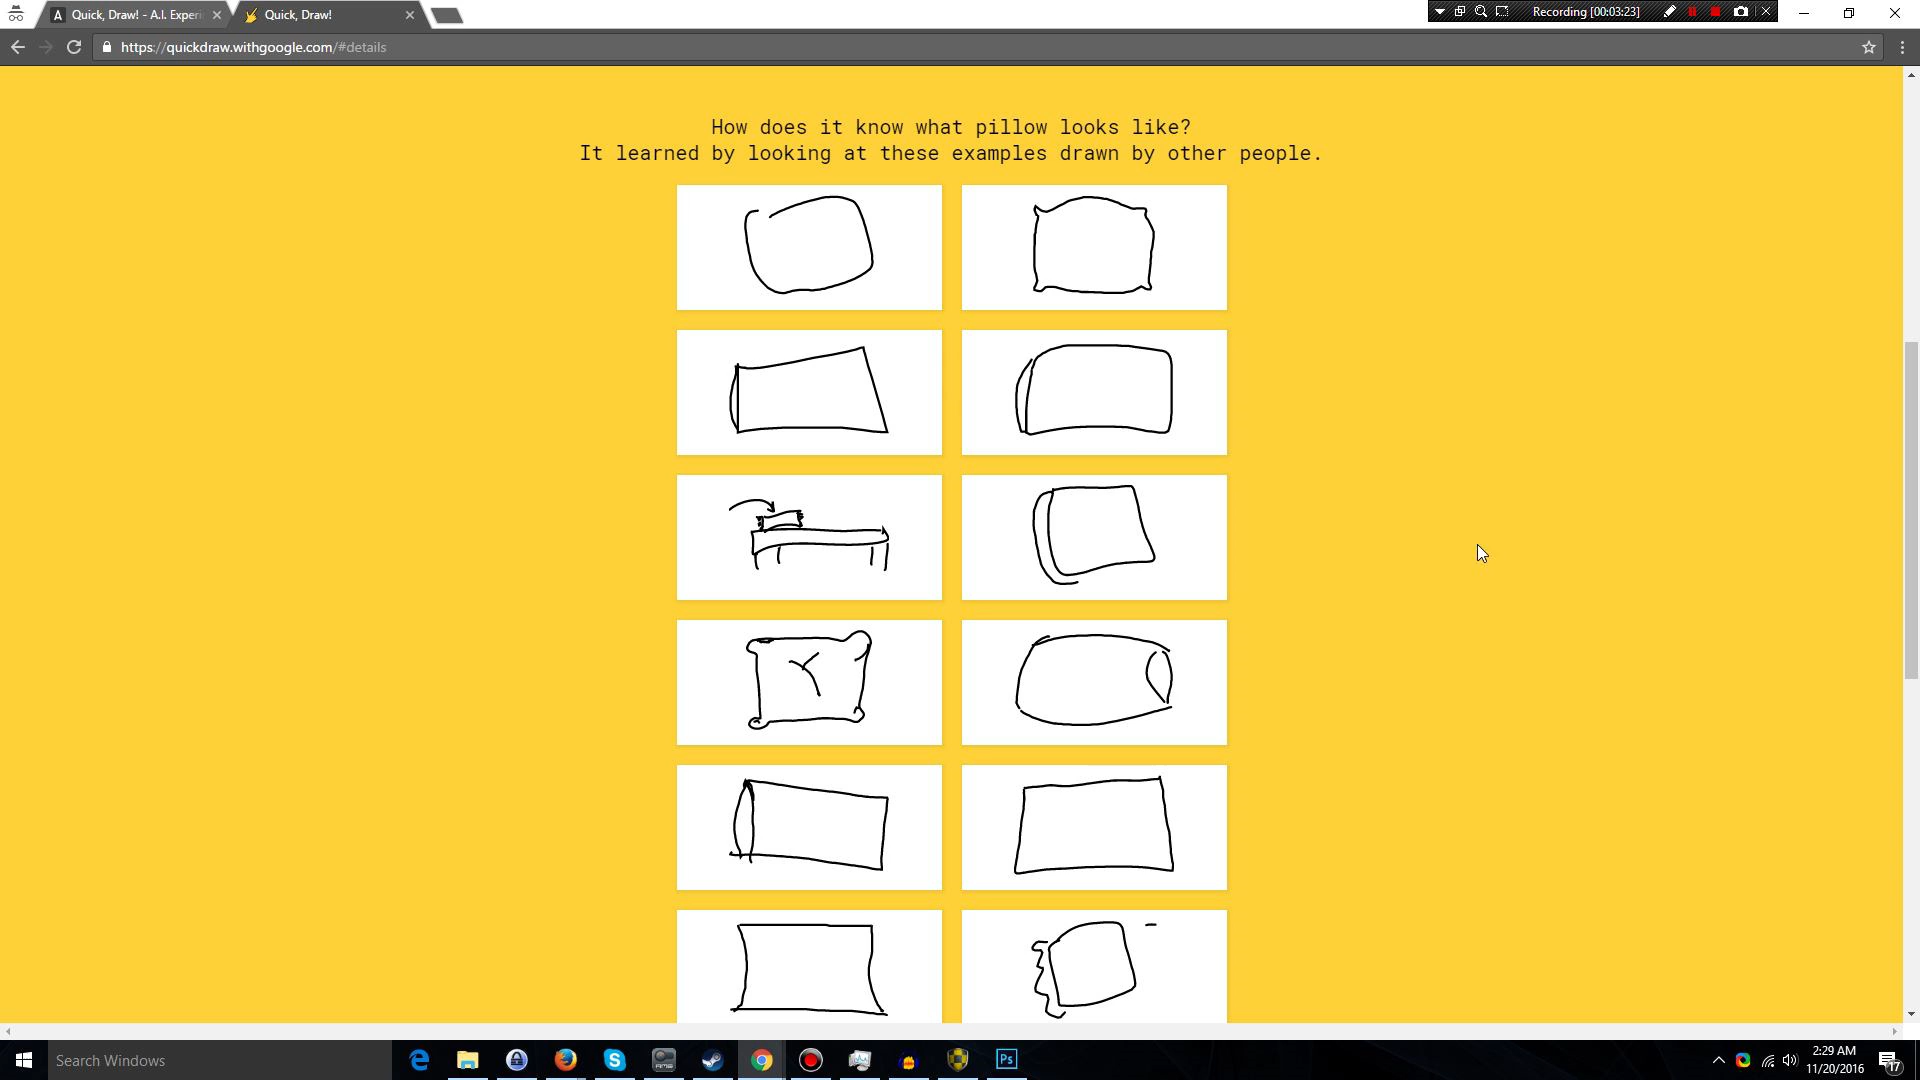 Quick, Draw! - A.I. Experi
Quick, Draw!
Recording [00:03:23]
https://quickdraw.withgoogle.com/#details
How does it know what pillow looks like?
It learned by looking at these examples drawn by other people.
Search Windows
Ps
2:29 AM
11/20/2016
17